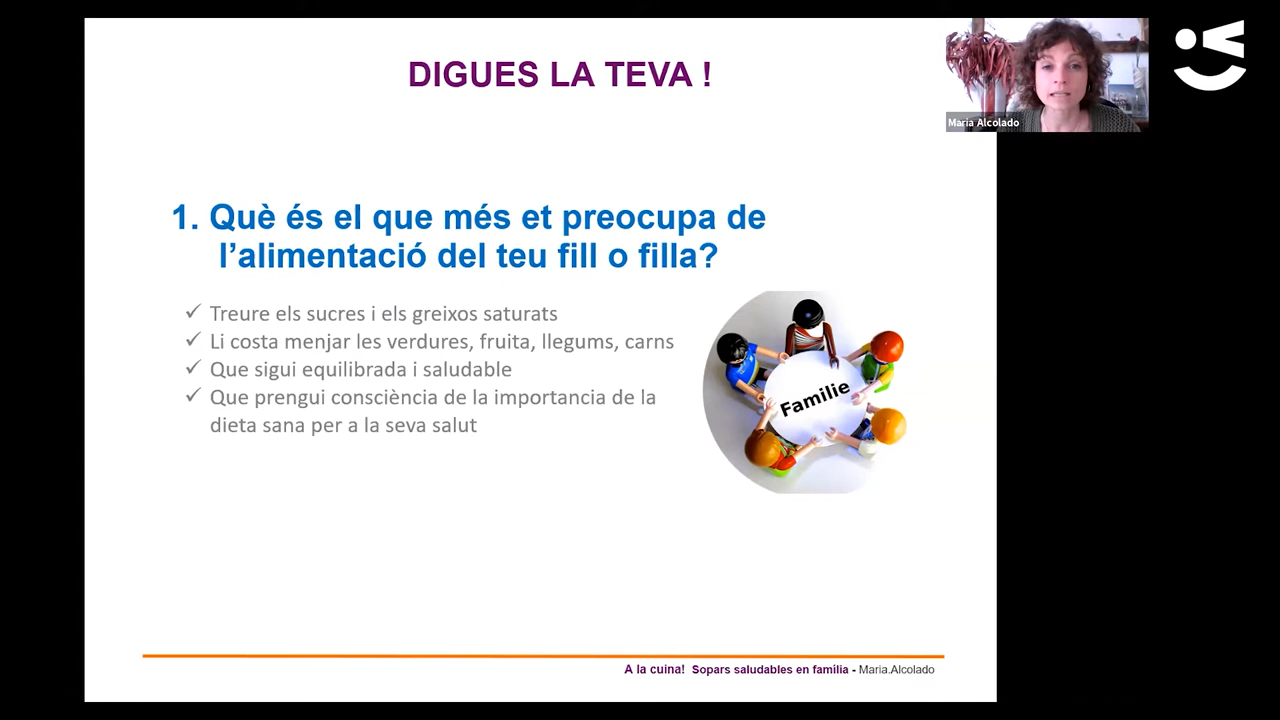 DIGUES LA TEVA !
Maria Alcolado
1. Què és el que més et preocupa de
l’alimentació del teu fill o filla?
Treure els sucres i els greixos saturats
Li costa menjar les verdures, fruita, llegums, carns
Que sigui equilibrada i saludable
Que prengui consciència de la importancia de la
dieta sana per a la seva salut
Familie
A la cuina! Sopars saludables en familia - Maria.Alcolado